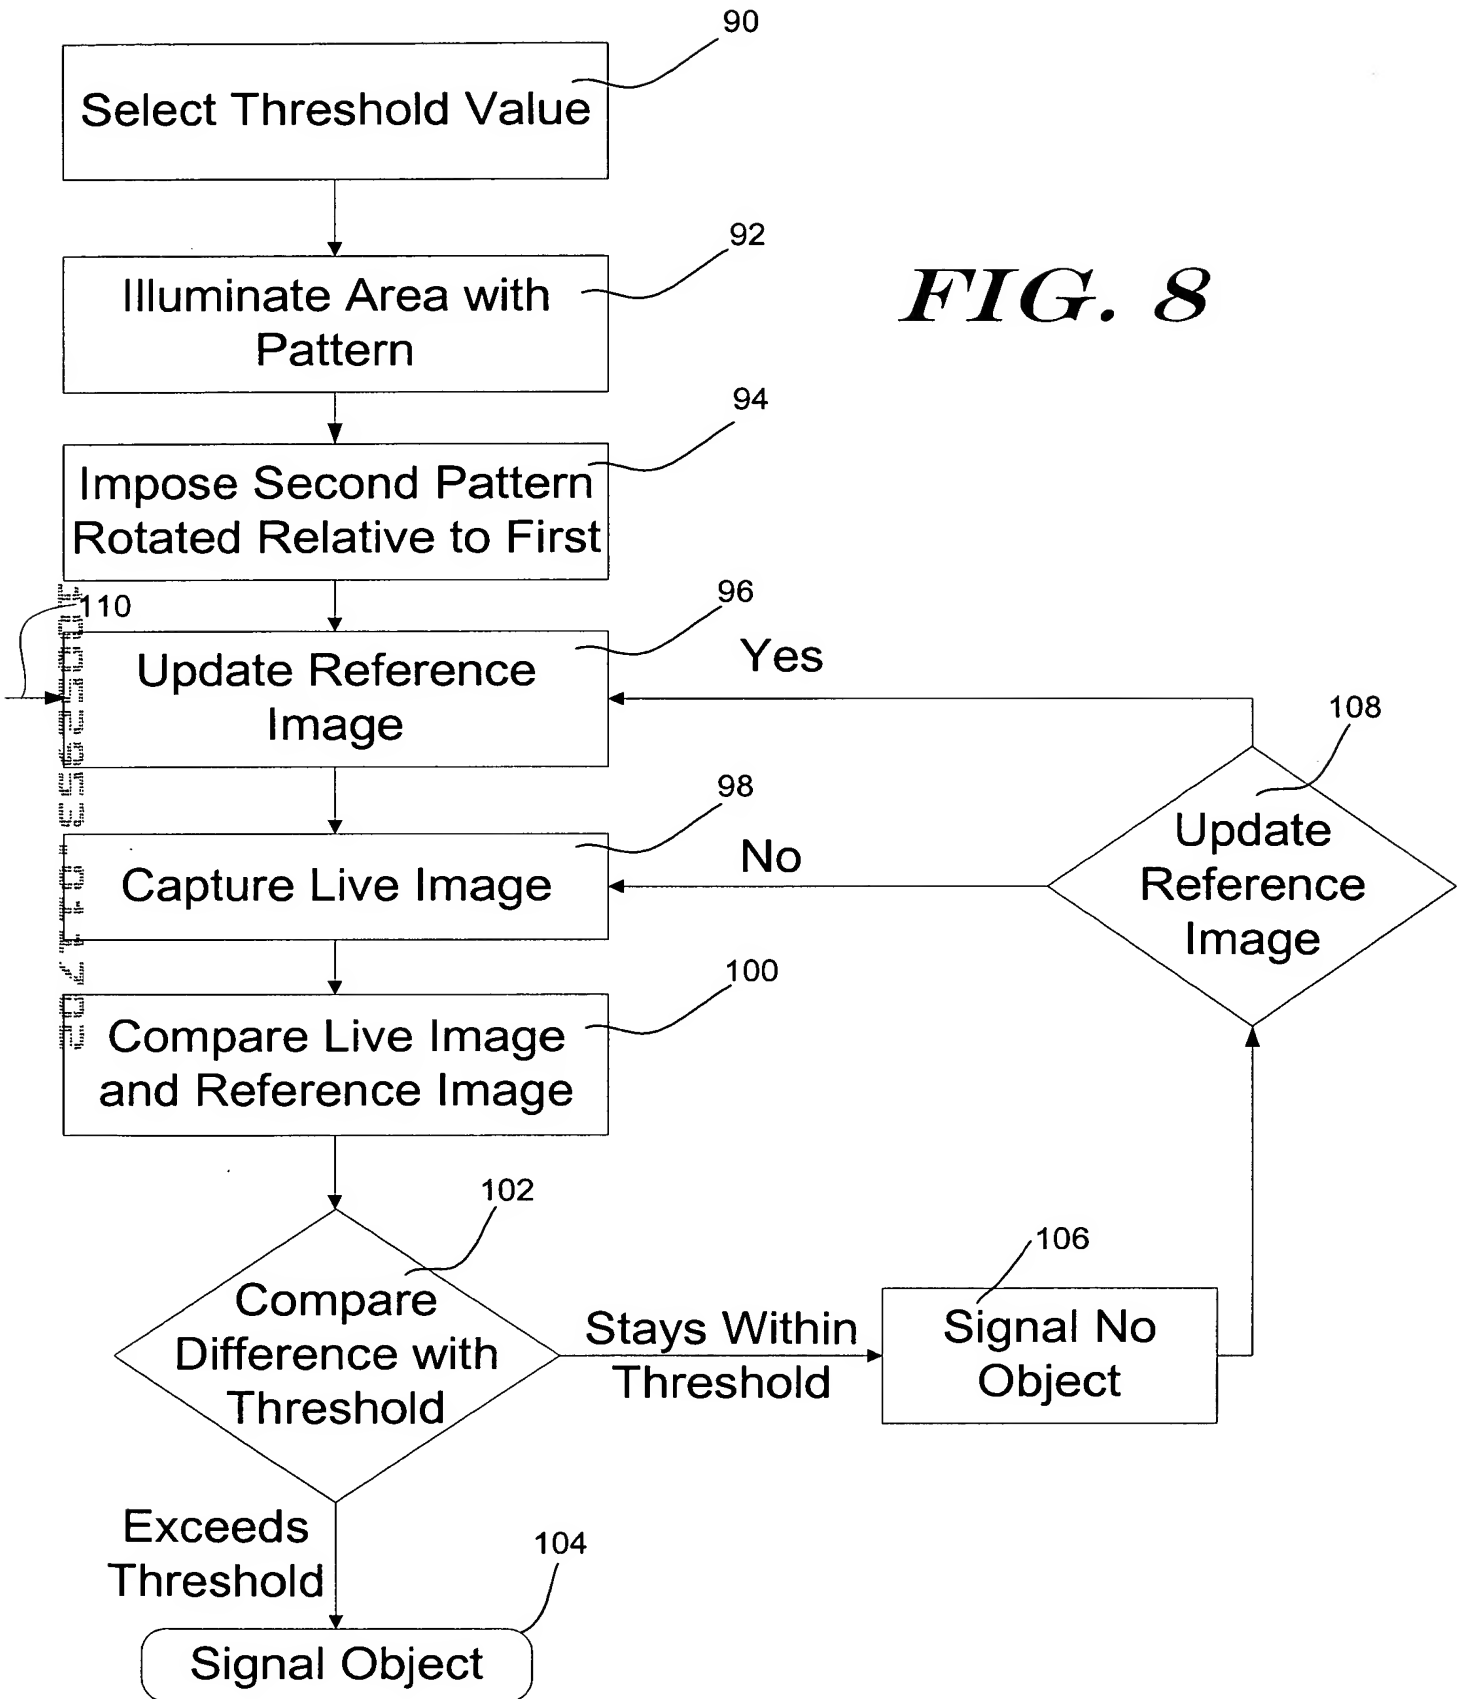 90
Select Threshold Value
92
Illuminate Area with
Pattern
FIG. 8
94
Impose Second Pattern
Rotated Relative to First
110
96
Update Reference
Image
Yes
108
98
Capture Live Image
No
Update
Reference
Image
100
Compare Live Image
and Reference Image
102
Compare
Difference with
Threshold
Stays Within
Threshold
106
Signal No
Object
Exceeds
Threshold
104
Signal Object